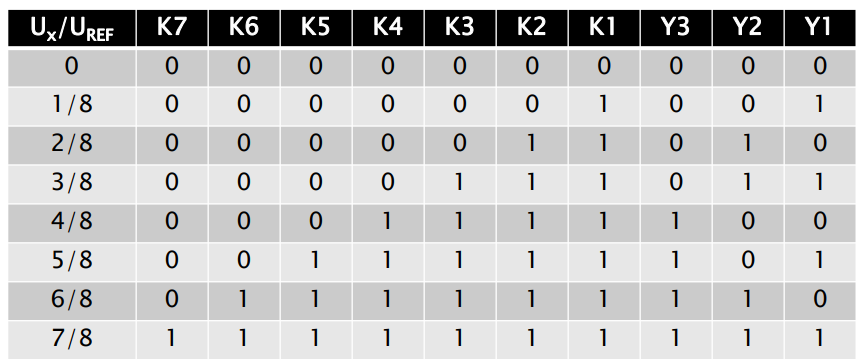 Ux/UREF K7 K6 K5 K4 K3 K2 K1 Y3 Y2 Y1
0 0 0 0 0 0 0 0 0 0 0
1/8 0 0 0 0 0 0 1 0 0 1
2/8 0 0 0 0 0 1 1 0 1 0
3/8 0 0 0 0 1 1 1 0 1 1
4/8 0 0 0 1 1 1 1 1 0 0
5/8 0 0 1 1 1 1 1 1 0 1
6/8 0 1 1 1 1 1 1 1 1 0
7/8 1 1 1 1 1 1 1 1 1 1